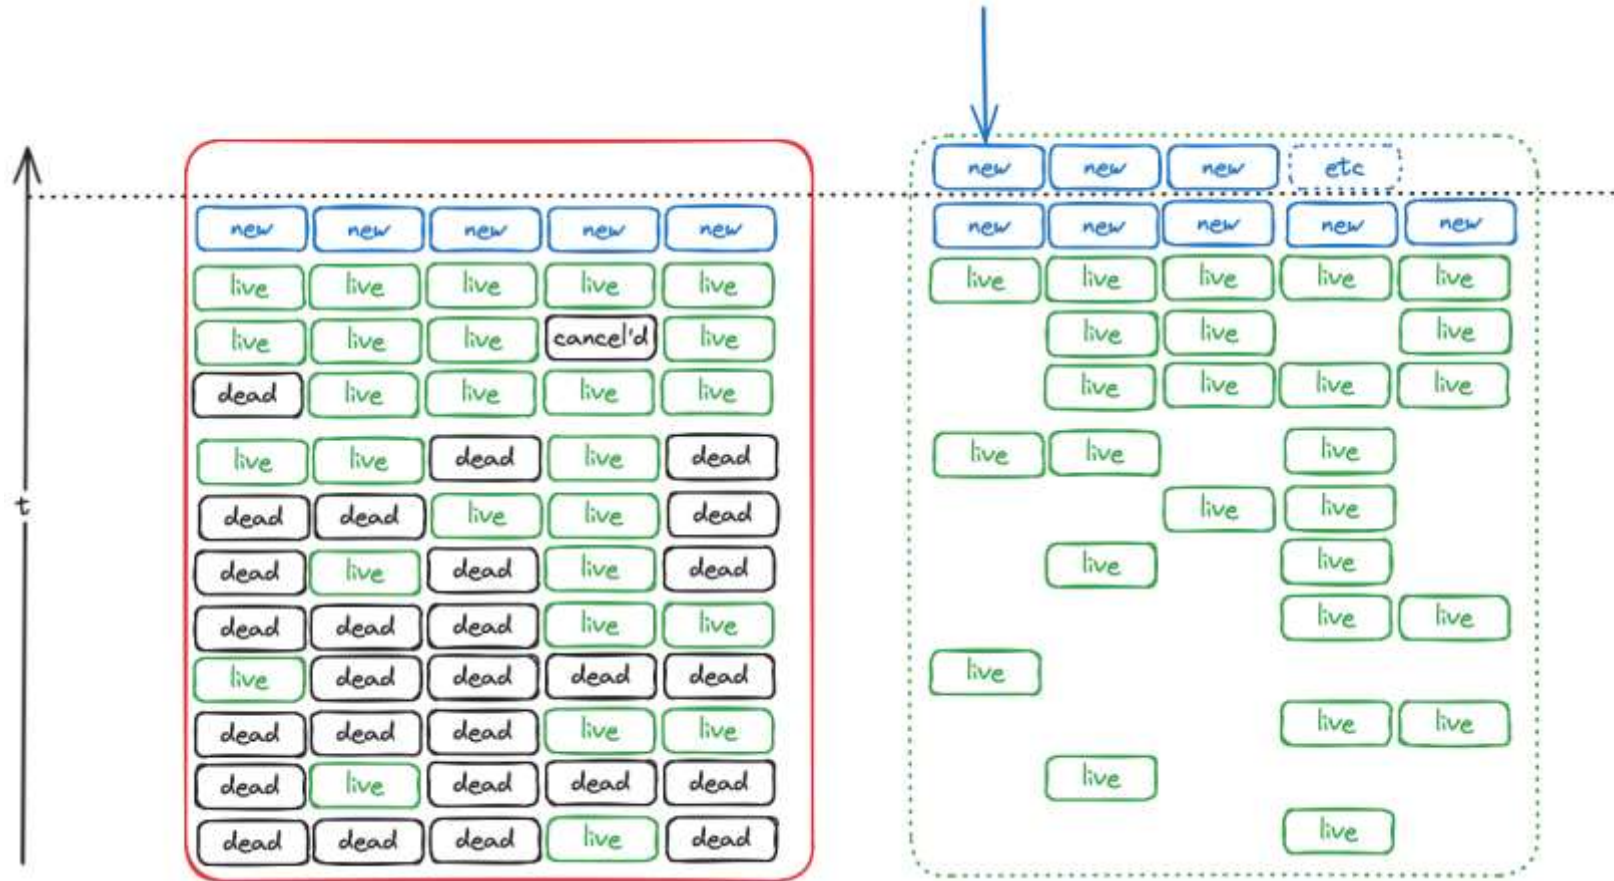 new new new etc
new new new new new new new new new new
live live live live live live live live live live
live live live cancel'd live live live live
dead live live live live live live live live
live live dead live dead live live live
t
dead dead live live dead live live
dead live dead live dead live live
dead dead dead live live live live
live dead dead dead dead live
dead dead dead live live live live
dead live dead dead dead live
dead dead dead live dead live